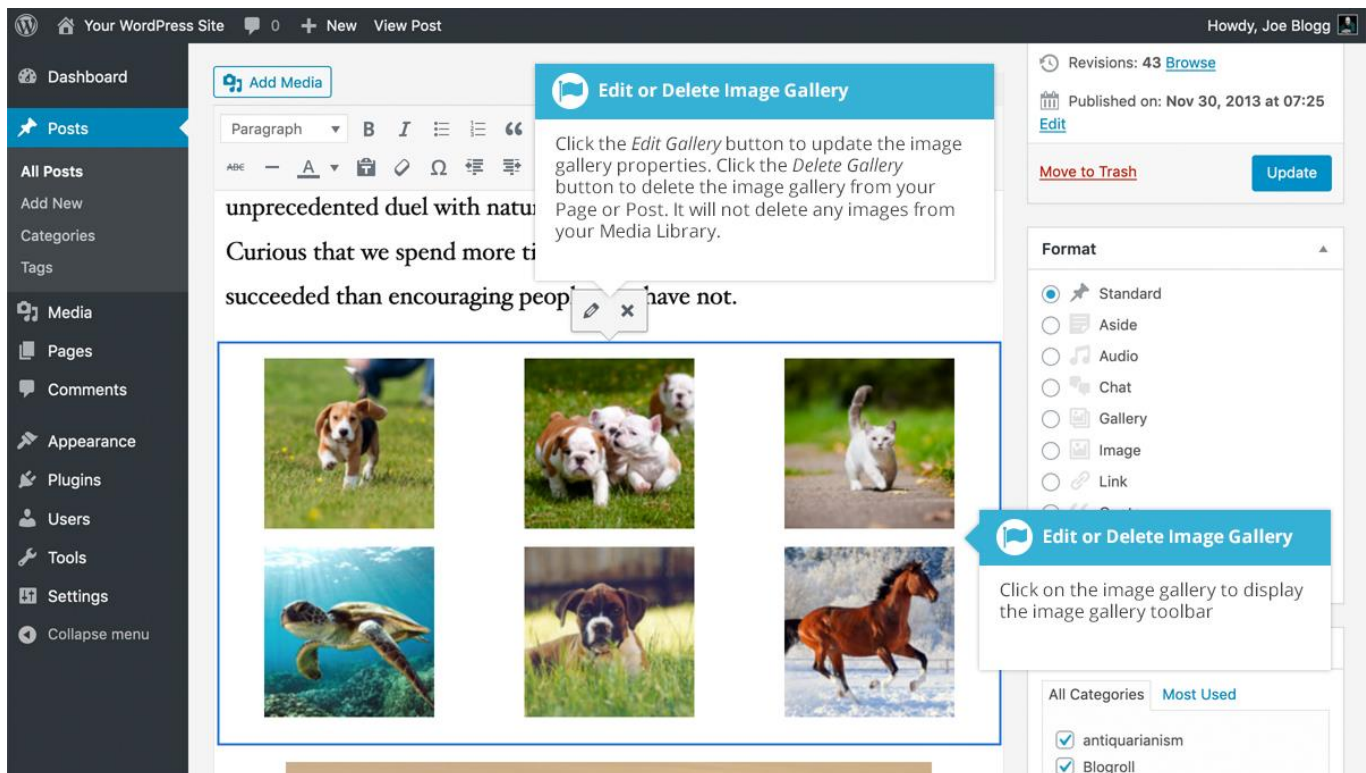 Your WordPress Site 0 + New View Post
Howdy, Joe Blogg
Dashboard
Posts
All Posts
Add New
Categories
Tags
Media
Pages
Comments
Appearance
Plugins
Users
Tools
Settings
Collapse menu
Add Media
Paragraph B I
ABC A Ω
unprecedented duel with
Curious that we spend more
succeeded than encouraging have not.
Edit or Delete Image Gallery
Click the Edit Gallery button to update the image
gallery properties. Click the Delete Gallery
button to delete the image gallery from your
Page or Post. It will not delete any images from
your Media Library.
Revisions: 43 Browse
Published on: Nov 30, 2013 at 07:25
Edit
Move to Trash
Update
Format
Standard
Aside
Audio
Chat
Gallery
Image
Link
Edit or Delete Image Gallery
Click on the image gallery to display
the image gallery toolbar
All Categories Most Used
antiquarianism
Blogroll